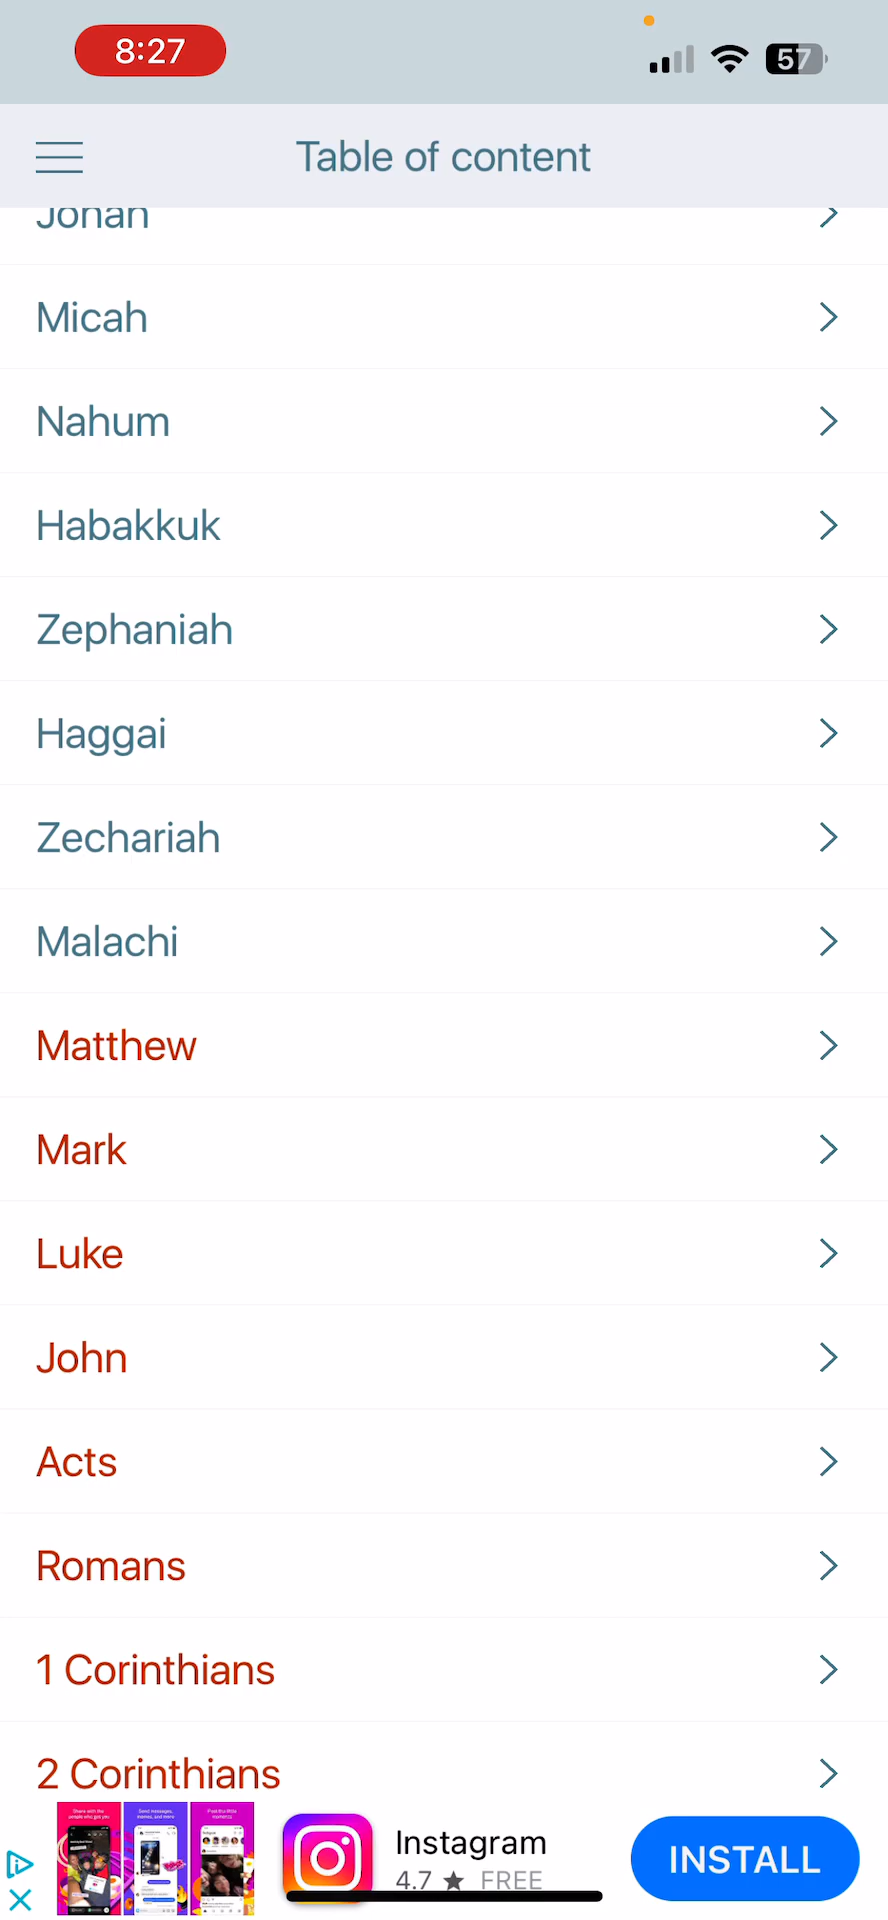 8:27
57
Table of content
Jonah
Micah
Nahum
Habakkuk
Zephaniah
Haggai
Zechariah
Malachi
Matthew
Mark
Luke
John
Acts
Romans
1 Corinthians
2 Corinthians
Instagram
4.7 ★ FREE
INSTALL